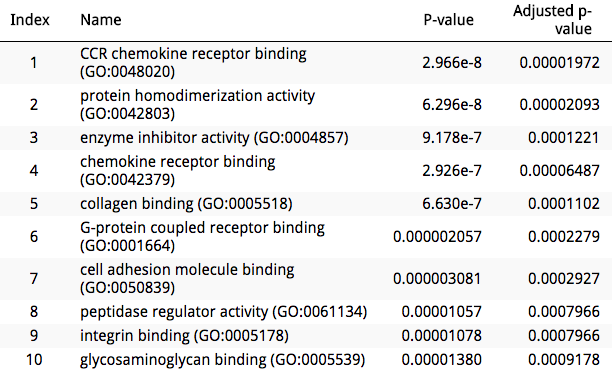 Index Name P-value Adjusted p-
value
1 CCR chemokine receptor binding 2.966e-8 0.00001972
(GO:0048020)
2 protein homodimerization activity 6.296e-8 0.00002093
(GO:0042803)
3 enzyme inhibitor activity (GO:0004857) 9.178e-7 0.0001221
4 chemokine receptor binding 2.926e-7 0.00006487
(GO:0042379)
5 collagen binding (GO:0005518) 6.630e-7 0.0001102
6 G-protein coupled receptor binding 0.000002057 0.0002279
(GO:0001664)
7 cell adhesion molecule binding 0.000003081 0.0002927
(GO:0050839)
8 peptidase regulator activity (GO:0061134) 0.00001057 0.0007966
9 integrin binding (GO:0005178) 0.00001078 0.0007966
10 glycosaminoglycan binding (GO:0005539) 0.00001380 0.0009178